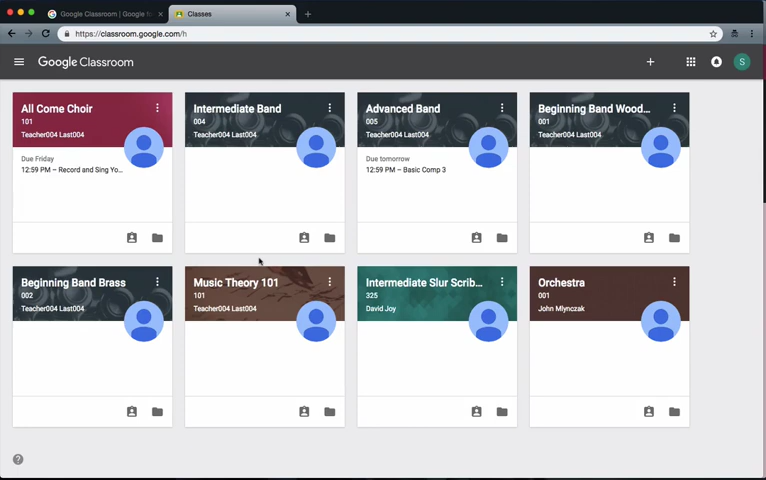 Google Classroom | Google for
Classes
https://classroom.google.com/h
Google Classroom
S
All Come Choir
101
Teacher004 Last004
Due Friday
12:59 PM – Record and Sing Yo...
Intermediate Band
004
Teacher004 Last004
Advanced Band
005
Teacher004 Last004
Due tomorrow
12:59 PM – Basic Comp 3
Beginning Band Wood...
001
Teacher004 Last004
Beginning Band Brass
002
Teacher004 Last004
Music Theory 101
101
Teacher004 Last004
Intermediate Slur Scrib...
325
David Joy
Orchestra
001
John Mlynczak